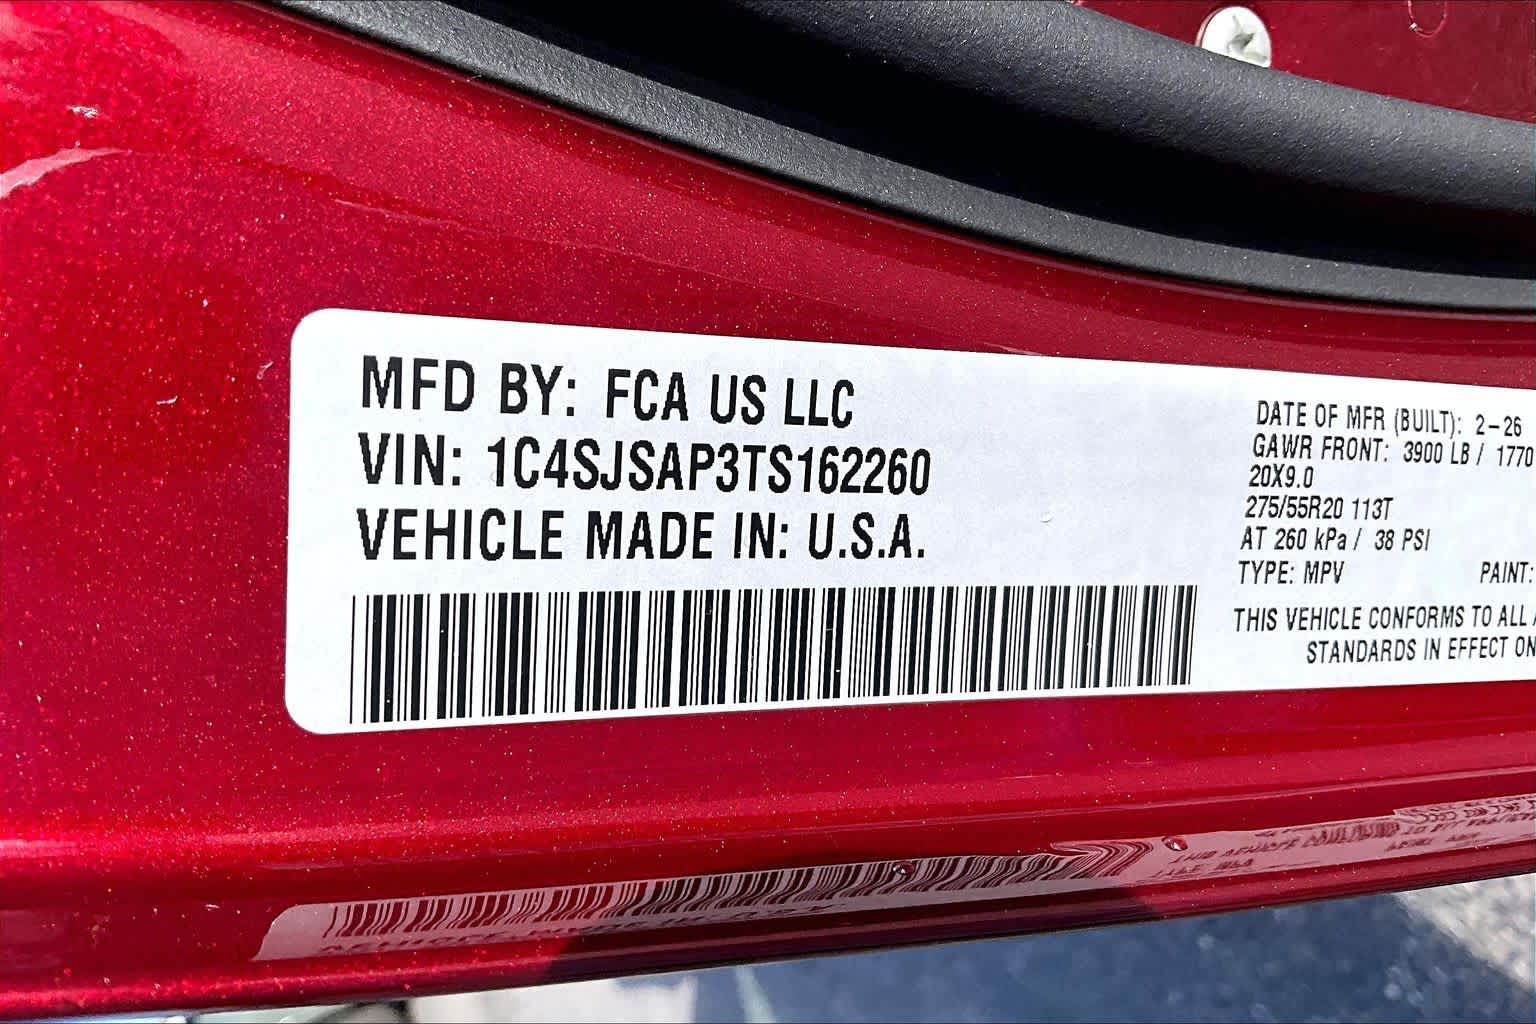 MFD BY: FCA US LLC
VIN: 1C4SJSAP3TS162260
VEHICLE MADE IN: U.S.A.
DATE OF MFR (BUILT): 2-26
GAWR FRONT: 3900 LB / 1770
20X9.0
275/55R20 113T
AT 260 kPa / 38 PSI
TYPE: MPV PAINT:
THIS VEHICLE CONFORMS TO ALL
STANDARDS IN EFFECT ON